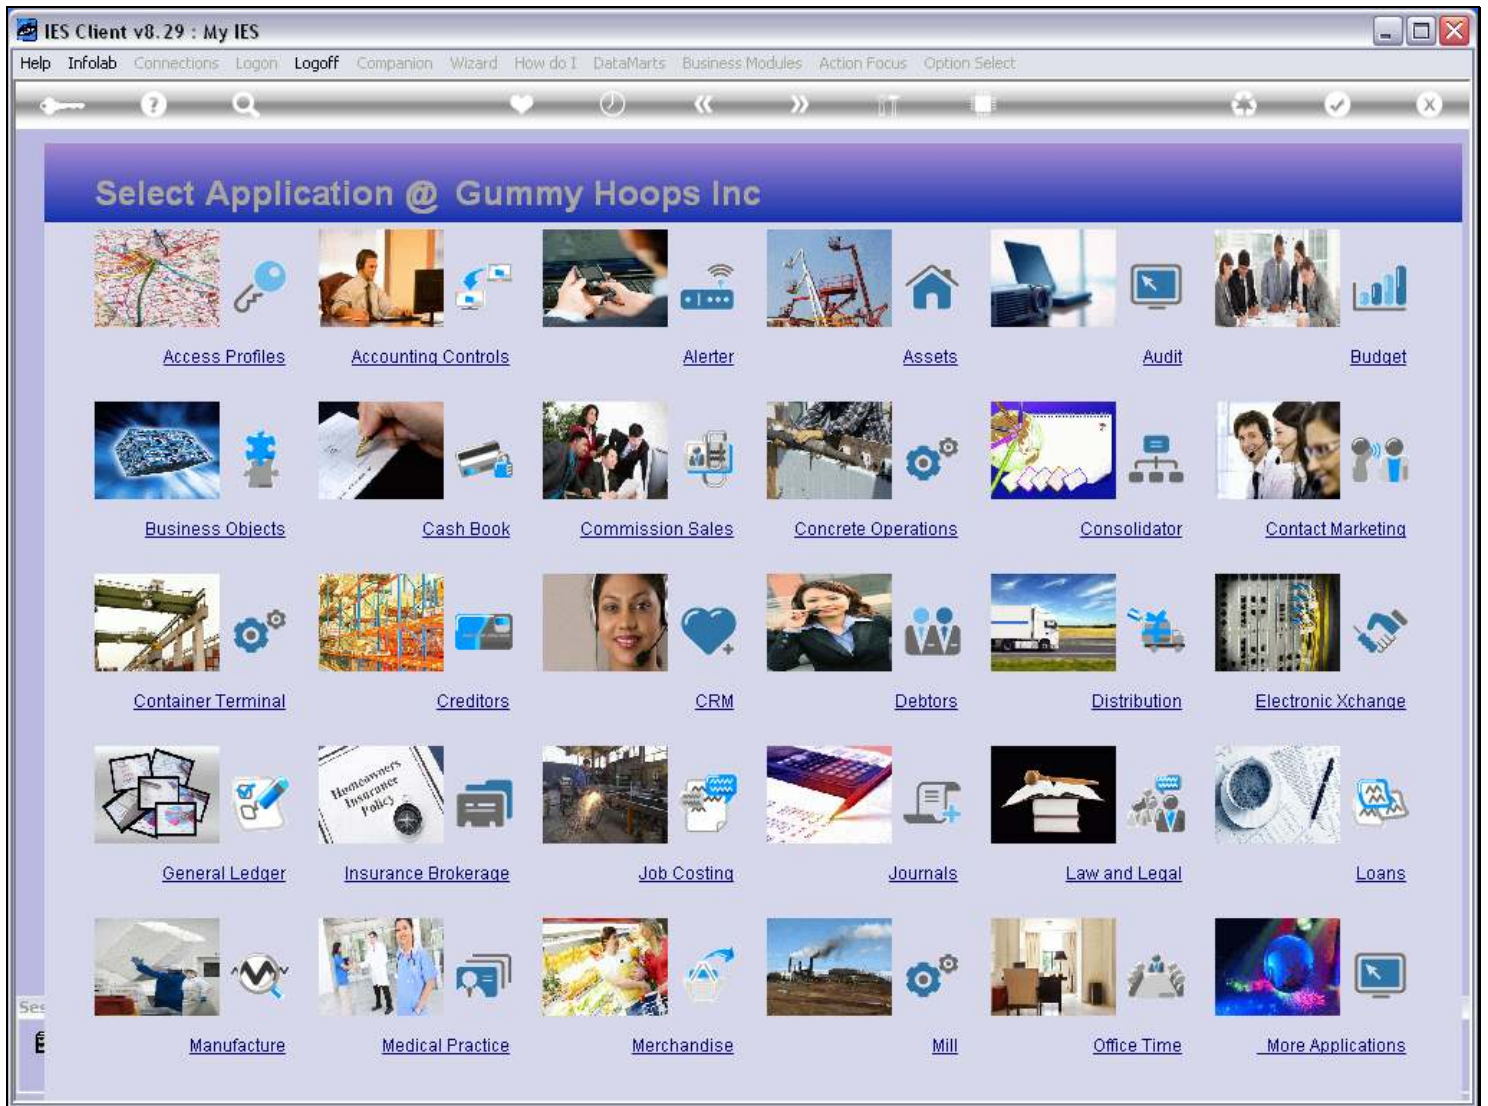 IES Client v8.29 : My IES
Help Infolab Connections Logon Logoff Companion Wizard How do I DataMarts Business Modules Action Focus Option Select
Select Application @ Gummy Hoops Inc
Access Profiles Accounting Controls Alerter Assets Audit Budget
Business Objects Cash Book Commission Sales Concrete Operations Consolidator Contact Marketing
Container Terminal Creditors CRM Debtors Distribution Electronic Xchange
Homeowners
Insurance
Policy
General Ledger Insurance Brokerage Job Costing Journals Law and Legal Loans
Ses
Manufacture Medical Practice Merchandise Mill Office Time More Applications